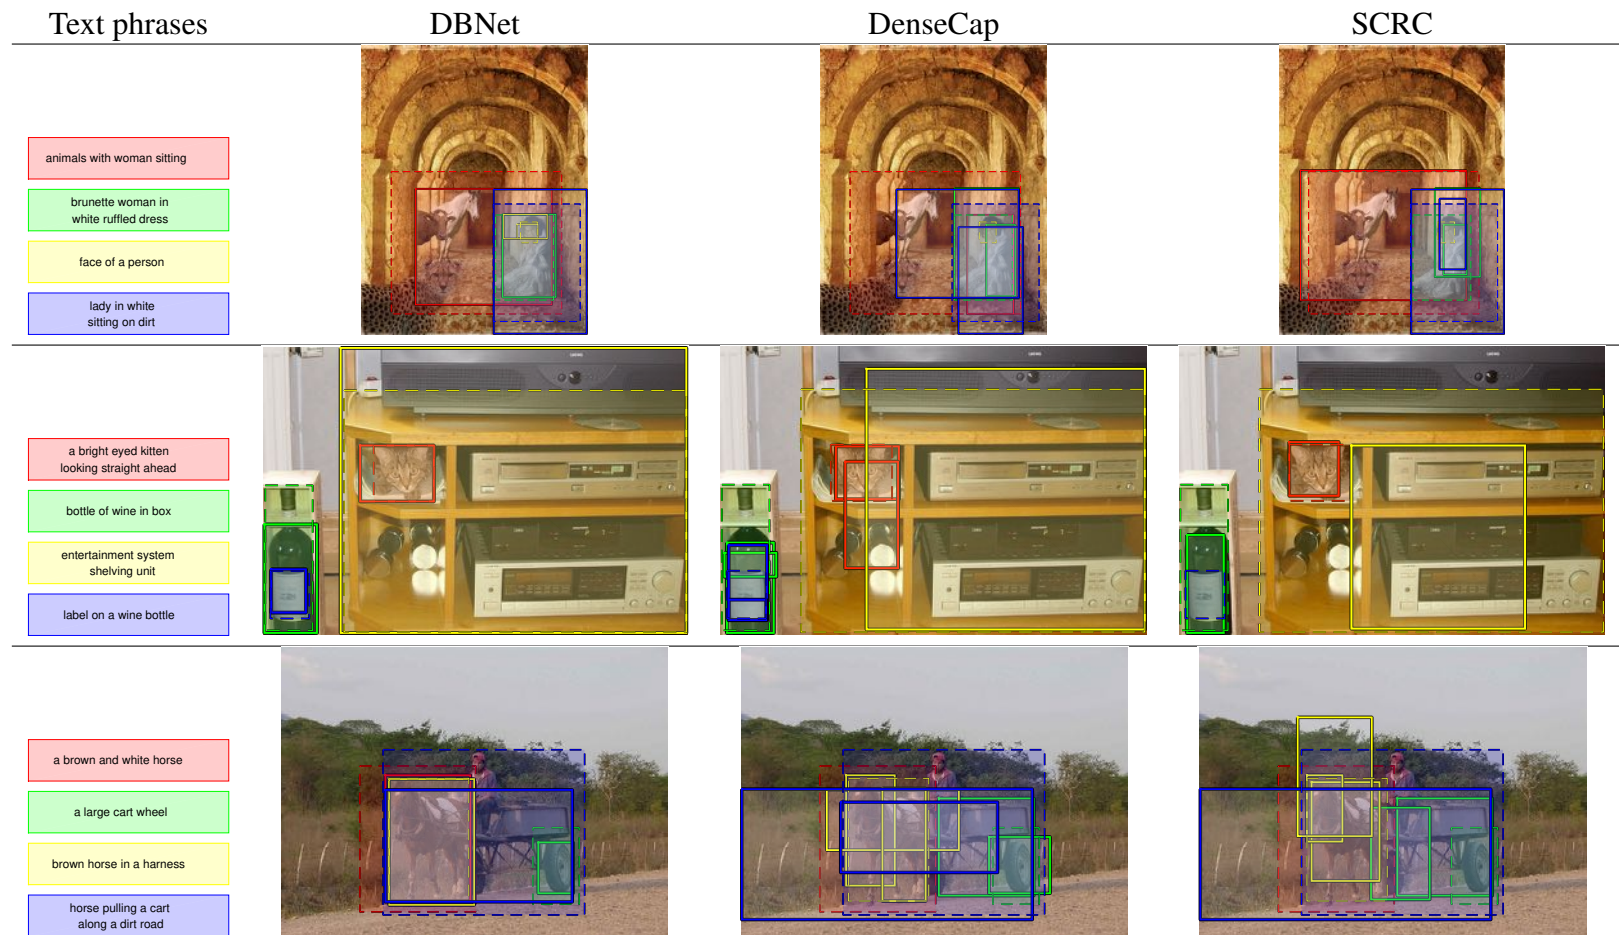 Text phrases DBNet DenseCap SCRC
animals with woman sitting
brunette woman in
white ruffled dress
face of a person
lady in white
sitting on dirt
a bright eyed kitten
looking straight ahead
bottle of wine in box
entertainment system
shelving unit
label on a wine bottle
a brown and white horse
a large cart wheel
brown horse in a harness
horse pulling a cart
along a dirt road